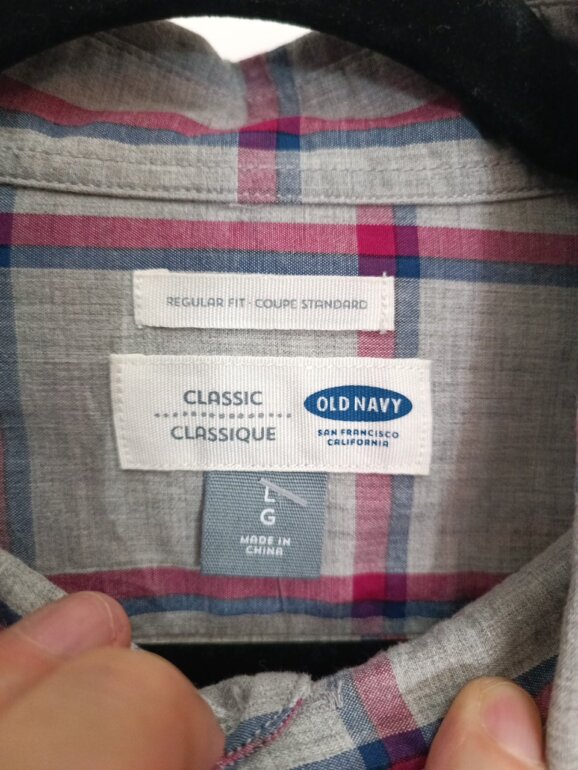 REGULAR FIT · COUPE STANDARD
CLASSIC
CLASSIQUE
OLD NAVY
SAN FRANCISCO
CALIFORNIA
L
G
MADE IN
CHINA